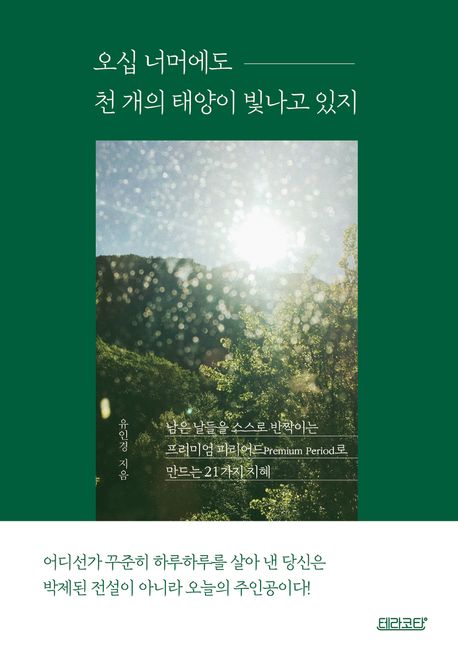 오십 너머에도
천 개의 태양이 빛나고 있지
유인경 지음
남은 날들을 스스로 반짝이는
프리미엄 피리어드Premium Period로
만드는 21가지 지혜
어디선가 꾸준히 하루하루를 살아 낸 당신은
박제된 전설이 아니라 오늘의 주인공이다!
테라코타